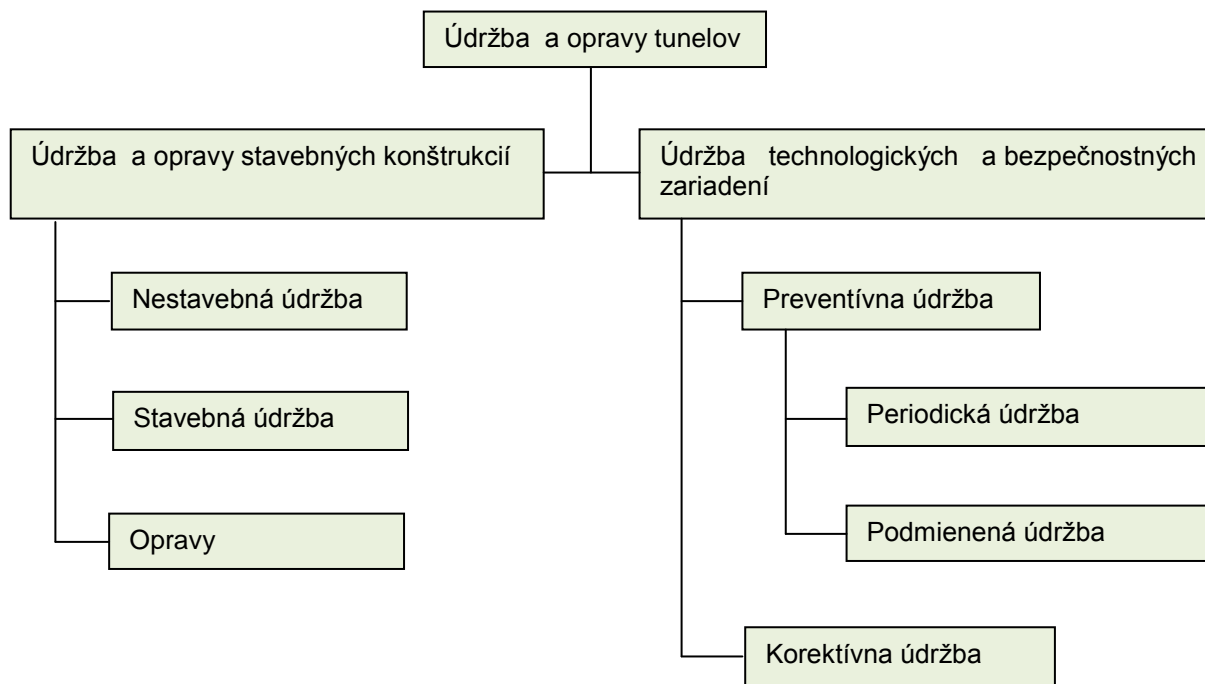 Údržba a opravy tunelov
Údržba a opravy stavebných konštrukcií
Údržba technologických a bezpečnostných
zariadení
Nestavebná údržba
Stavebná údržba
Opravy
Preventívna údržba
Periodická údržba
Podmienená údržba
Korektívna údržba